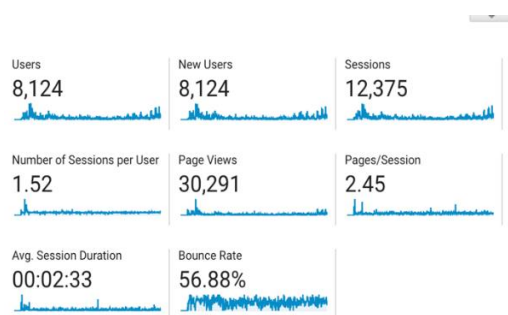 Users
8,124
New Users
8,124
Sessions
12,375
Number of Sessions per User
1.52
Page Views
30,291
Pages/Session
2.45
Avg. Session Duration
00:02:33
Bounce Rate
56.88%